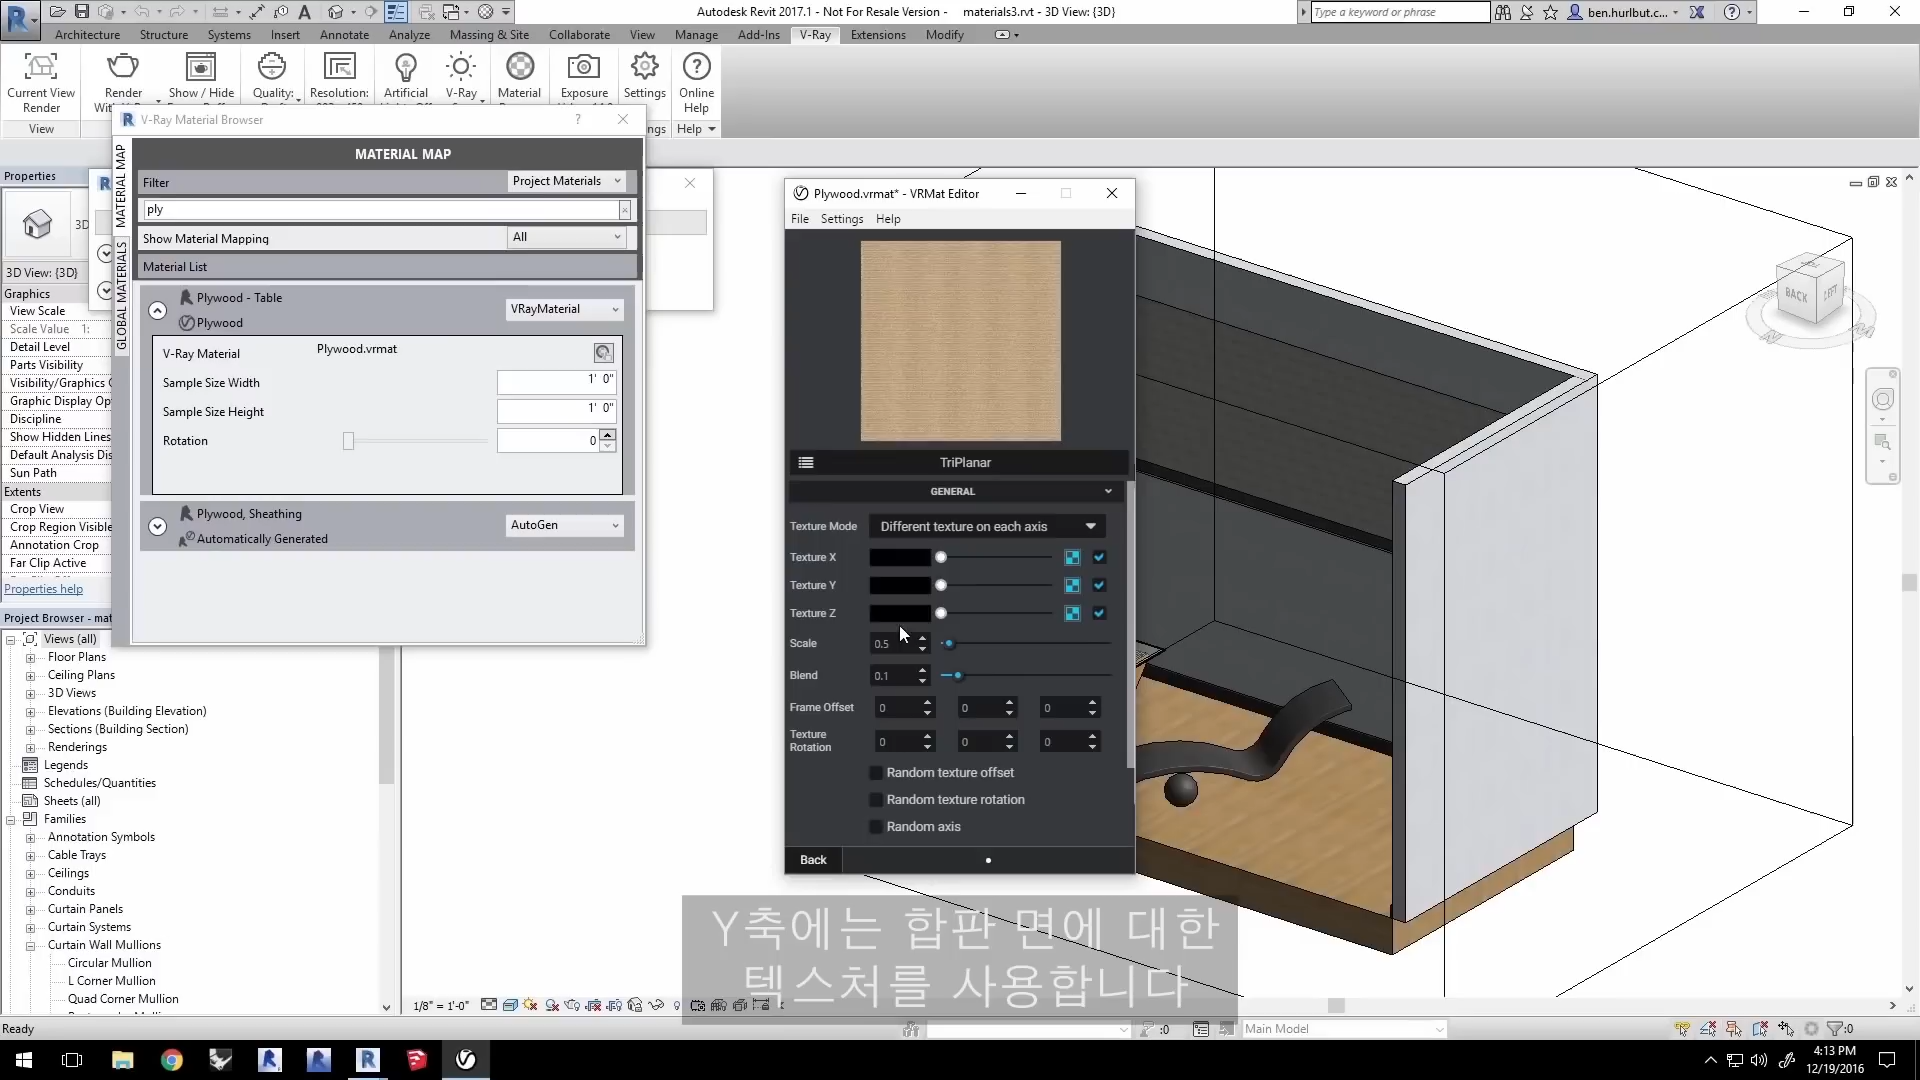 Autodesk Revit 2017.1 - Not For Resale Version - materials3.rvt - 3D View: {3D}
Type a keyword or phrase
ben.hurlbut.c...
Architecture Structure Systems Insert Annotate Analyze Massing & Site Collaborate View Manage Add-Ins V-Ray Extensions Modify
Current View Render
Render
Show / Hide
Quality:
Resolution:
Artificial
V-Ray
Material
Exposure
Settings
Online Help
View
Help
V-Ray Material Browser
MATERIAL MAP
GLOBAL MATERIALS
MATERIAL MAP
Filter
Project Materials
ply
Show Material Mapping
All
Material List
Plywood - Table
Plywood
VRayMaterial
V-Ray Material
Plywood.vrmat
Sample Size Width
1' 0"
Sample Size Height
1' 0"
Rotation
0
Plywood, Sheathing
Automatically Generated
AutoGen
Properties
3D View: {3D}
Graphics
View Scale
Scale Value 1:
Detail Level
Parts Visibility
Visibility/Graphics
Graphic Display
Discipline
Show Hidden Lines
Default Analysis
Sun Path
Extents
Crop View
Crop Region Visible
Annotation Crop
Far Clip Active
Properties help
Project Browser -
Views (all)
Floor Plans
Ceiling Plans
3D Views
Elevations (Building Elevation)
Sections (Building Section)
Renderings
Legends
Schedules/Quantities
Sheets (all)
Families
Annotation Symbols
Cable Trays
Ceilings
Conduits
Curtain Panels
Curtain Systems
Curtain Wall Mullions
Circular Mullion
L Corner Mullion
Quad Corner Mullion
Plywood.vrmat* - VRMat Editor
File Settings Help
TriPlanar
GENERAL
Texture Mode
Different texture on each axis
Texture X
Texture Y
Texture Z
Scale
0.5
Blend
0.1
Frame Offset
0 0 0
Texture Rotation
0 0 0
Random texture offset
Random texture rotation
Random axis
Back
BACK
LEFT
Y축에는 합판 면에 대한
텍스처를 사용합니다
1/8" = 1'-0"
Ready
:0
Main Model
:0
4:13 PM
12/19/2016